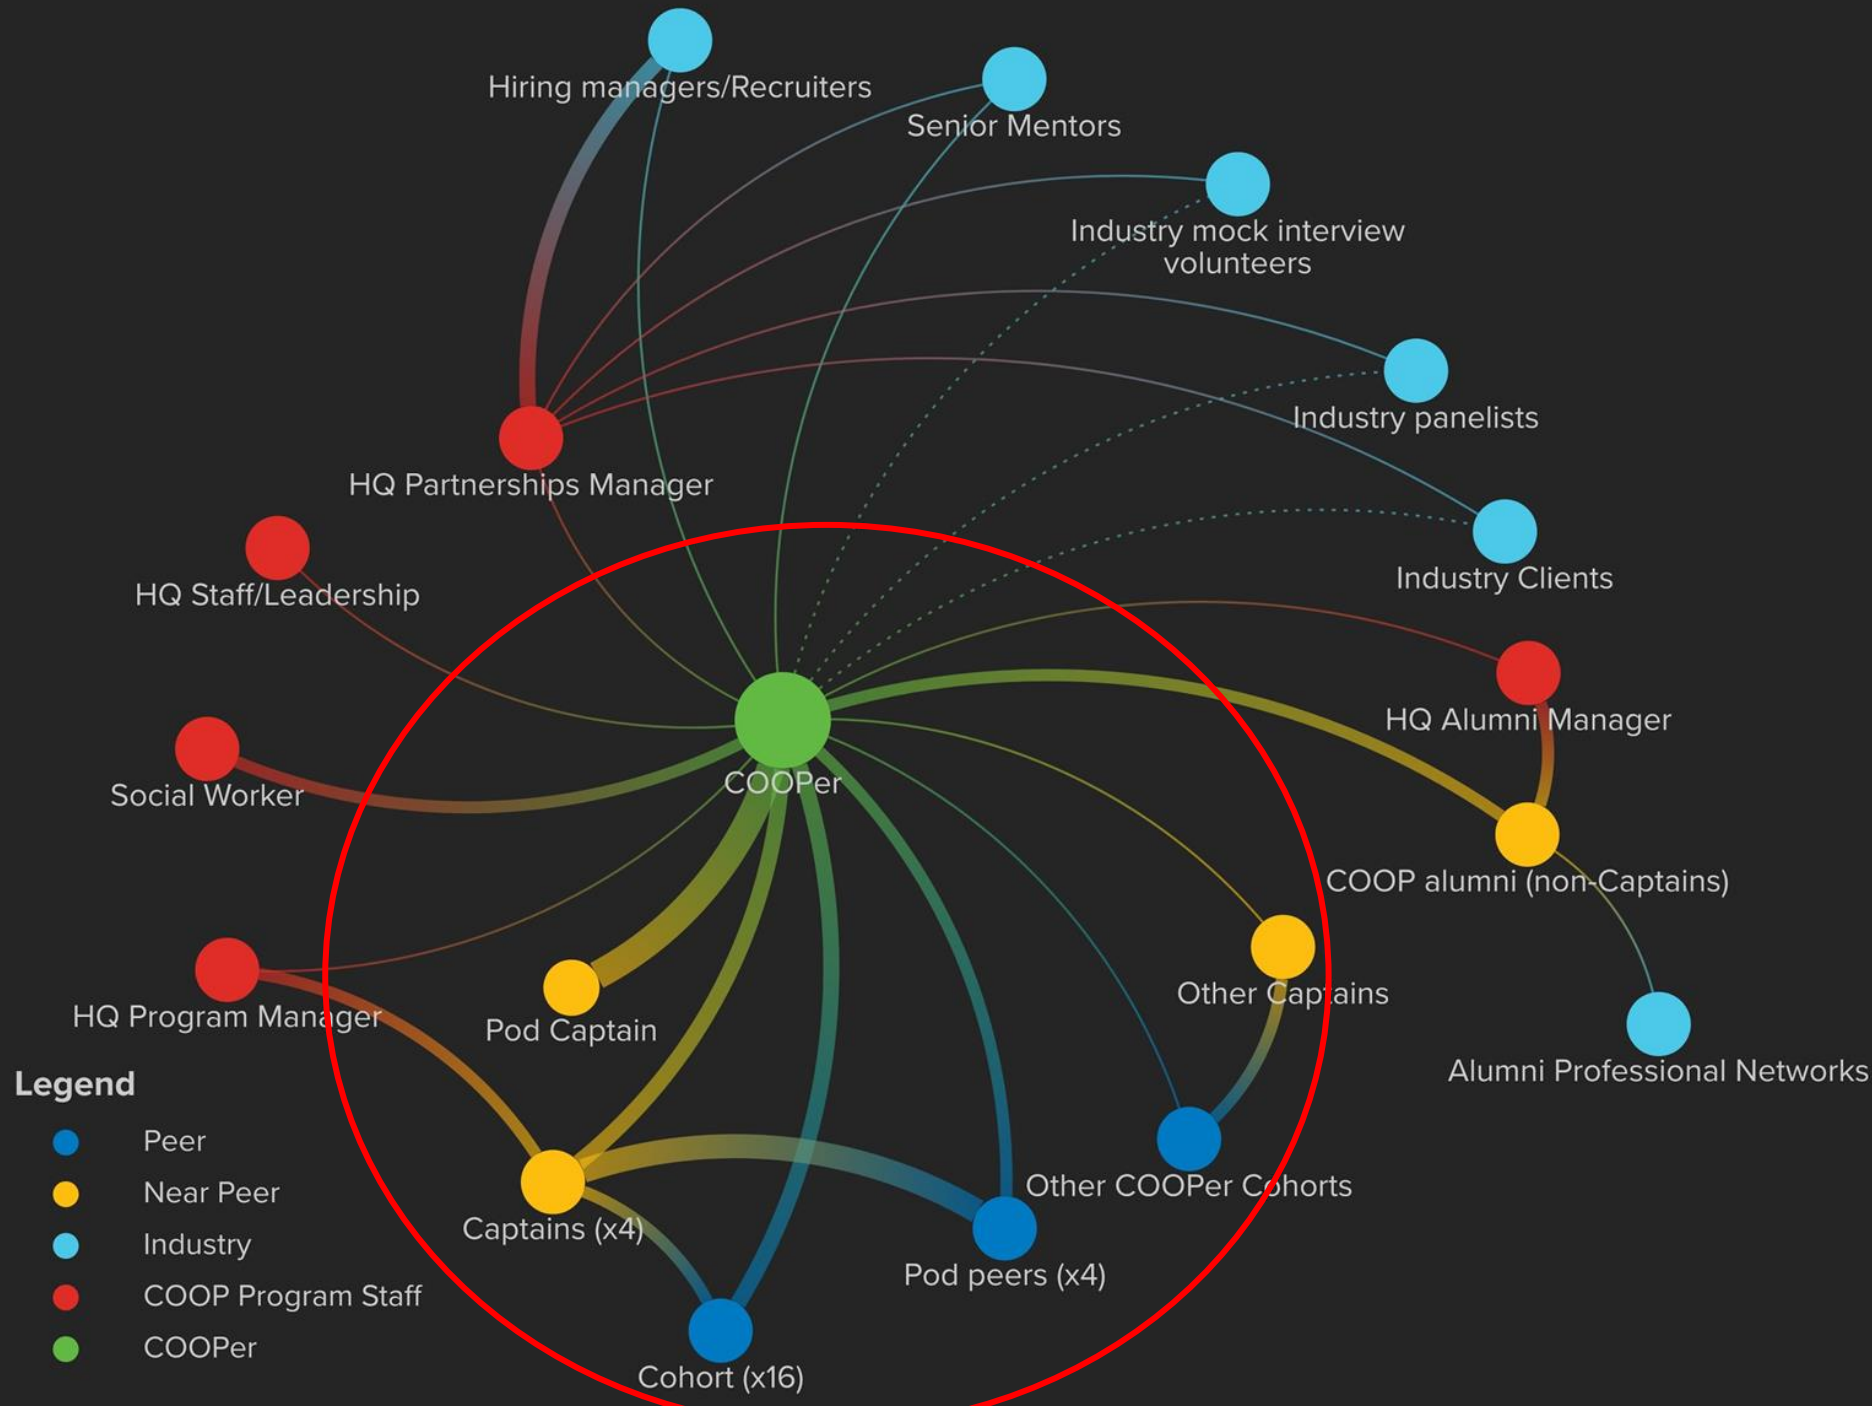 Hiring managers/Recruiters
Senior Mentors
Industry mock interview
volunteers
Industry panelists
HQ Partnerships Manager
Industry Clients
HQ Staff/Leadership
HQ Alumni Manager
COOPer
Social Worker
COOP alumni (non-Captains)
Other Captains
HQ Program Manager
Pod Captain
Alumni Professional Networks
Legend
Peer
Near Peer
Industry
COOP Program Staff
COOPer
Other COOPer Cohorts
Captains (x4)
Pod peers (x4)
Cohort (x16)